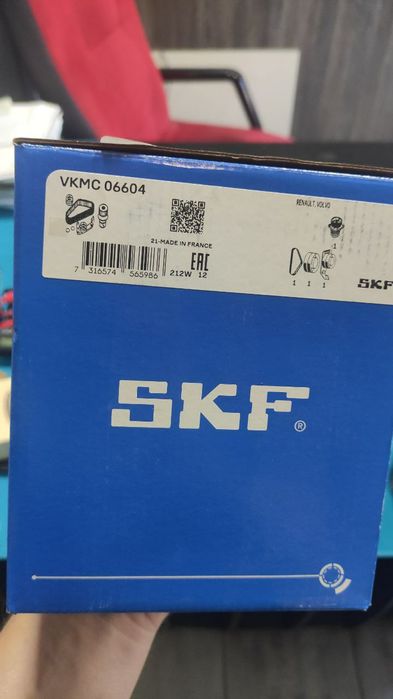 VKMC 06604
RENAULT, VOLVO
1
21-MADE IN FRANCE
EAC
7 316574 565986 212W 12
1 1 1
SKF
SKF®